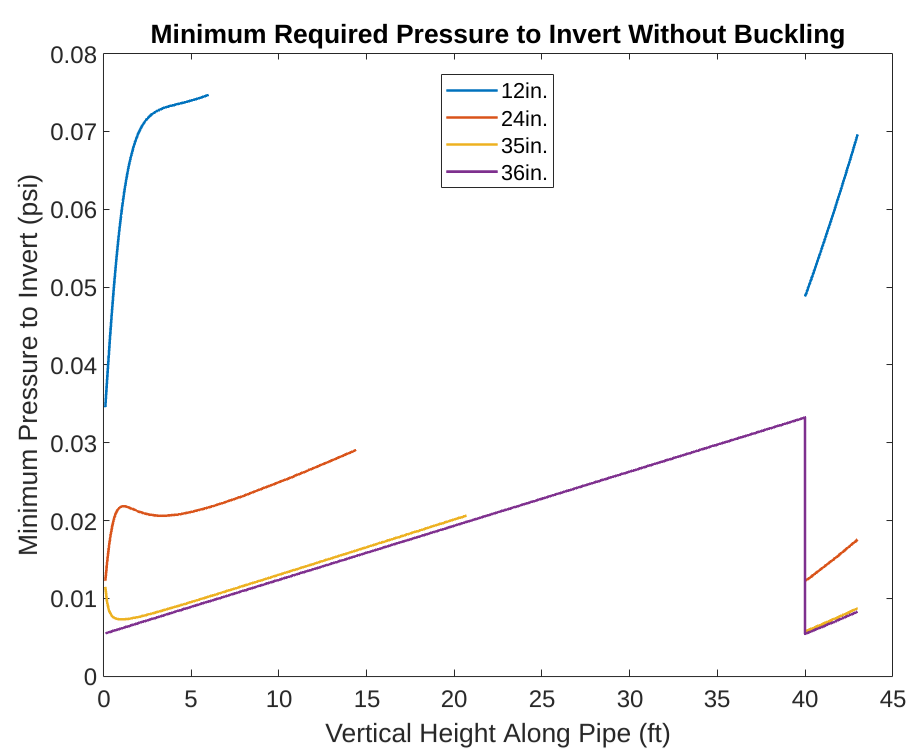 Minimum Required Pressure to Invert Without Buckling
0.08
0.07
0.06
0.05
0.04
0.03
0.02
0.01
0
Minimum Pressure to Invert (psi)
12in.
24in.
35in.
36in.
0 5 10 15 20 25 30 35 40 45
Vertical Height Along Pipe (ft)